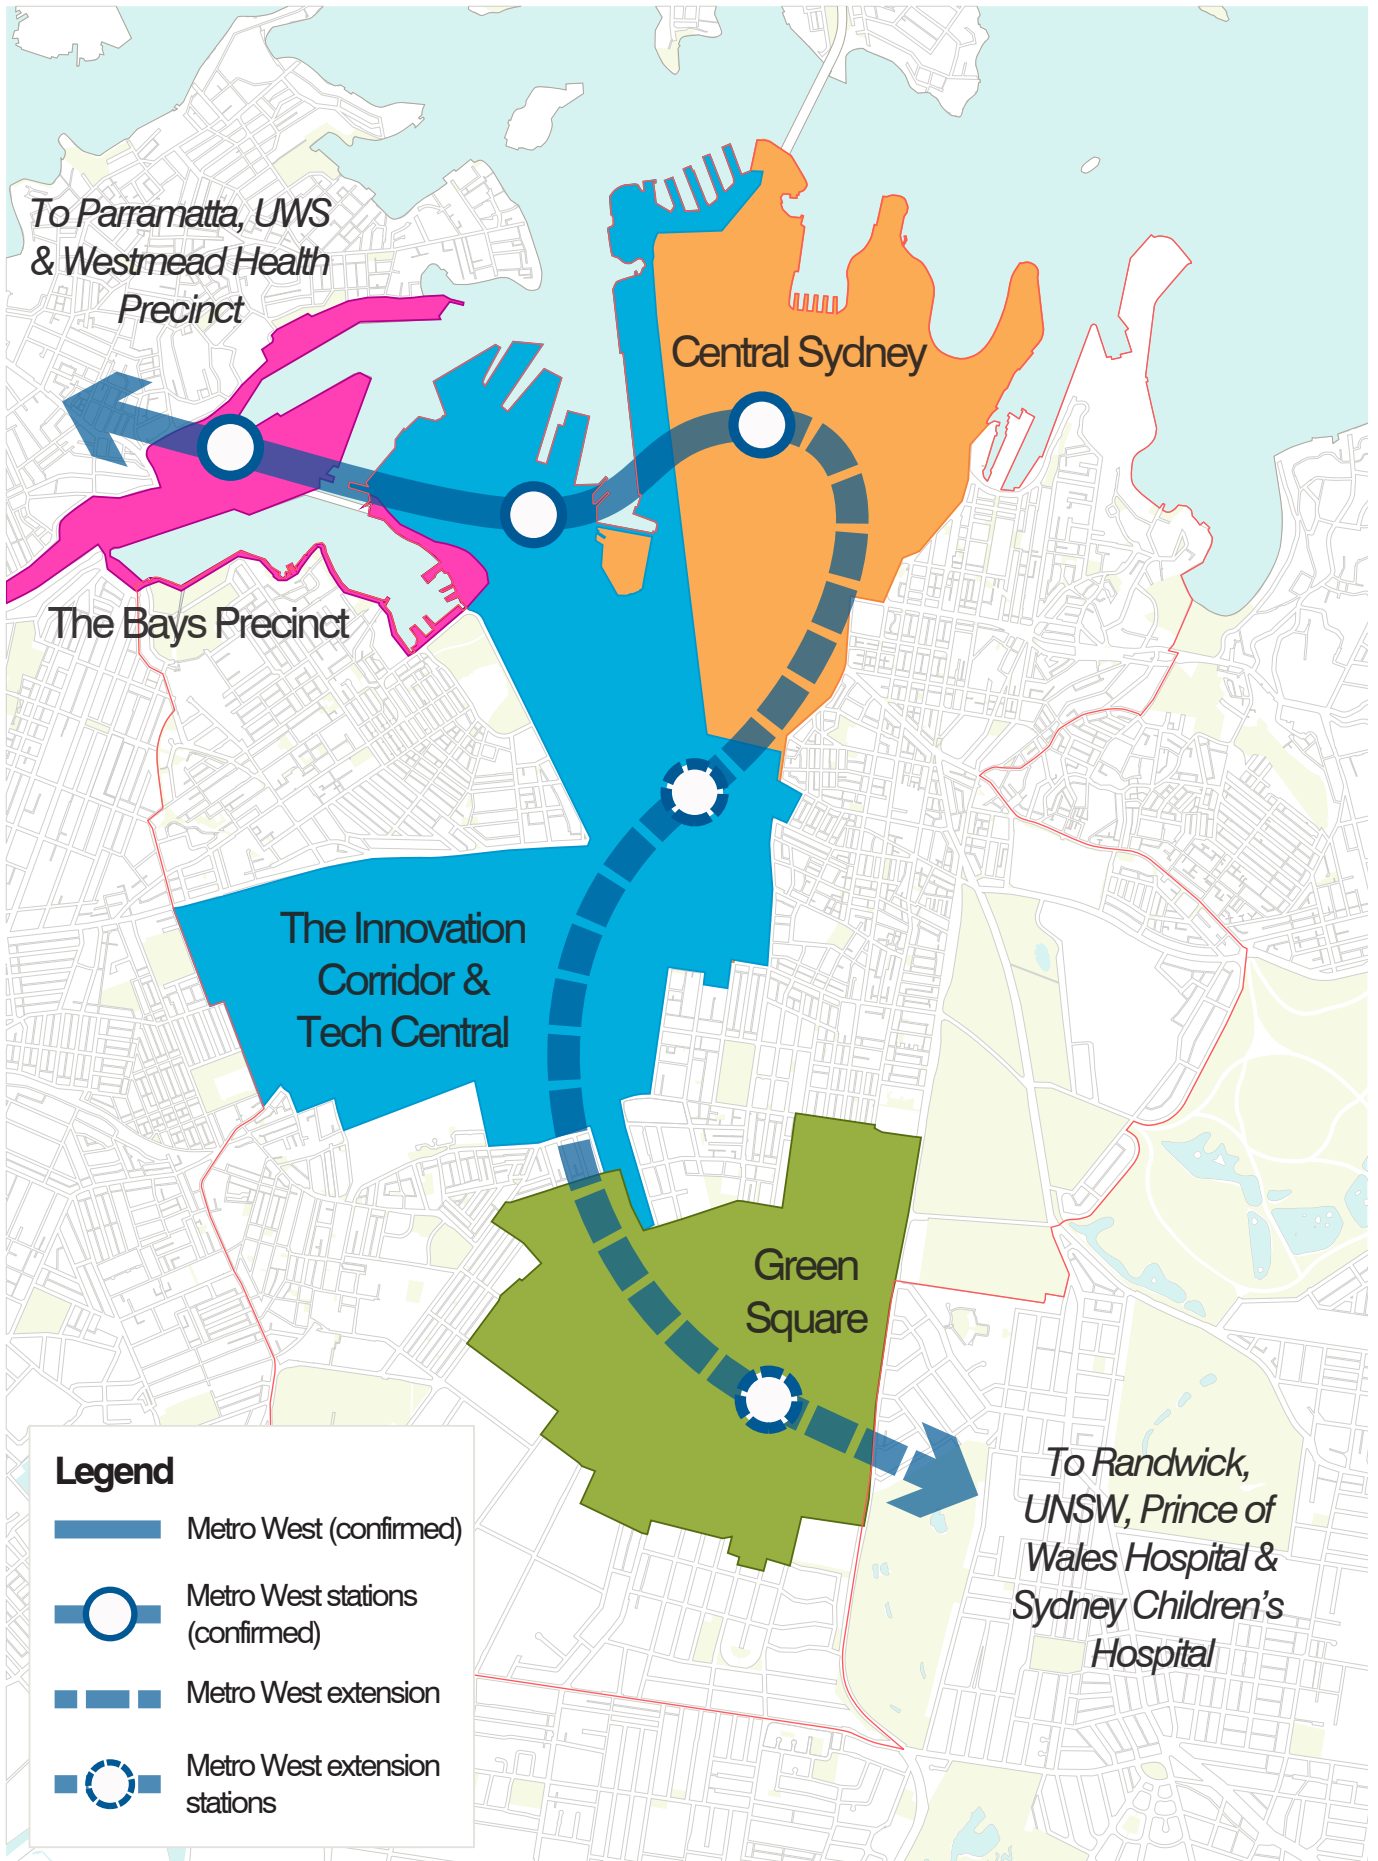 To Parramatta, UWS
& Westmead Health
Precinct
Central Sydney
The Bays Precinct
The Innovation
Corridor &
Tech Central
Green
Square
To Randwick,
UNSW, Prince of
Wales Hospital &
Sydney Children's
Hospital
Legend
Metro West (confirmed)
Metro West stations
(confirmed)
Metro West extension
Metro West extension
stations